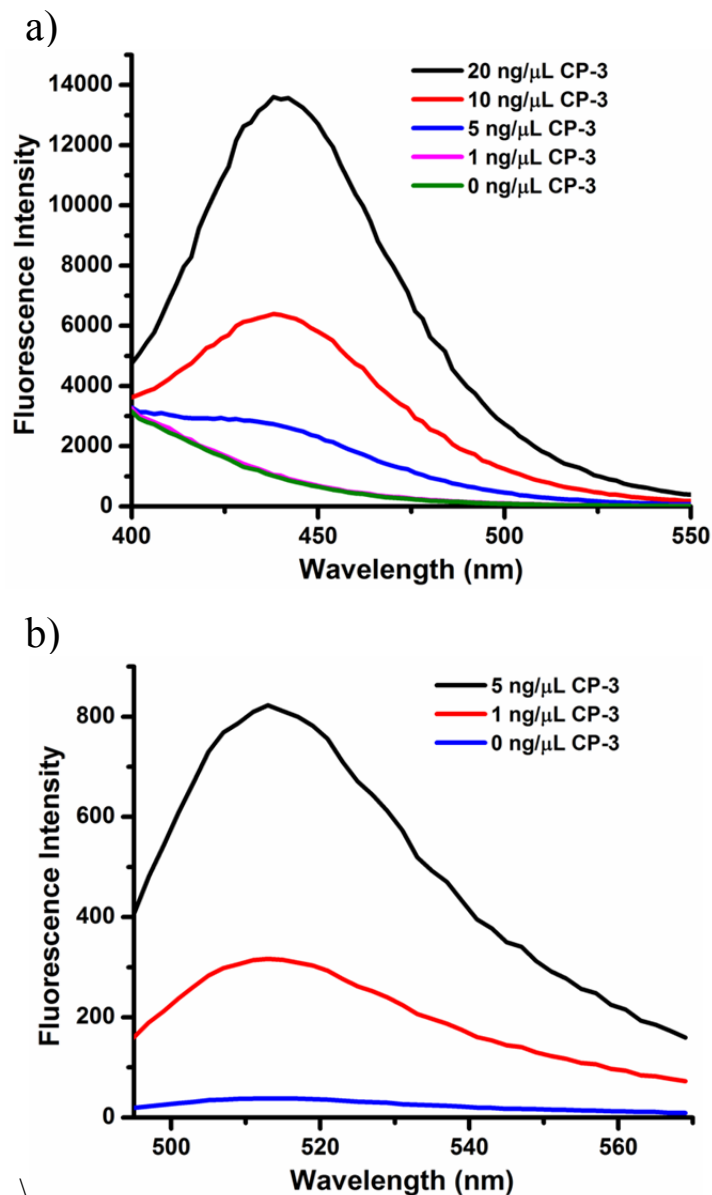 a)
14000
12000
10000
8000
6000
4000
2000
0
Fluorescence Intensity
20 ng/μL CP-3
10 ng/μL CP-3
5 ng/μL CP-3
1 ng/μL CP-3
0 ng/μL CP-3
400 450 500 550
Wavelength (nm)
b)
800
600
400
200
0
Fluorescence Intensity
5 ng/μL CP-3
1 ng/μL CP-3
0 ng/μL CP-3
500 520 540 560
Wavelength (nm)
\